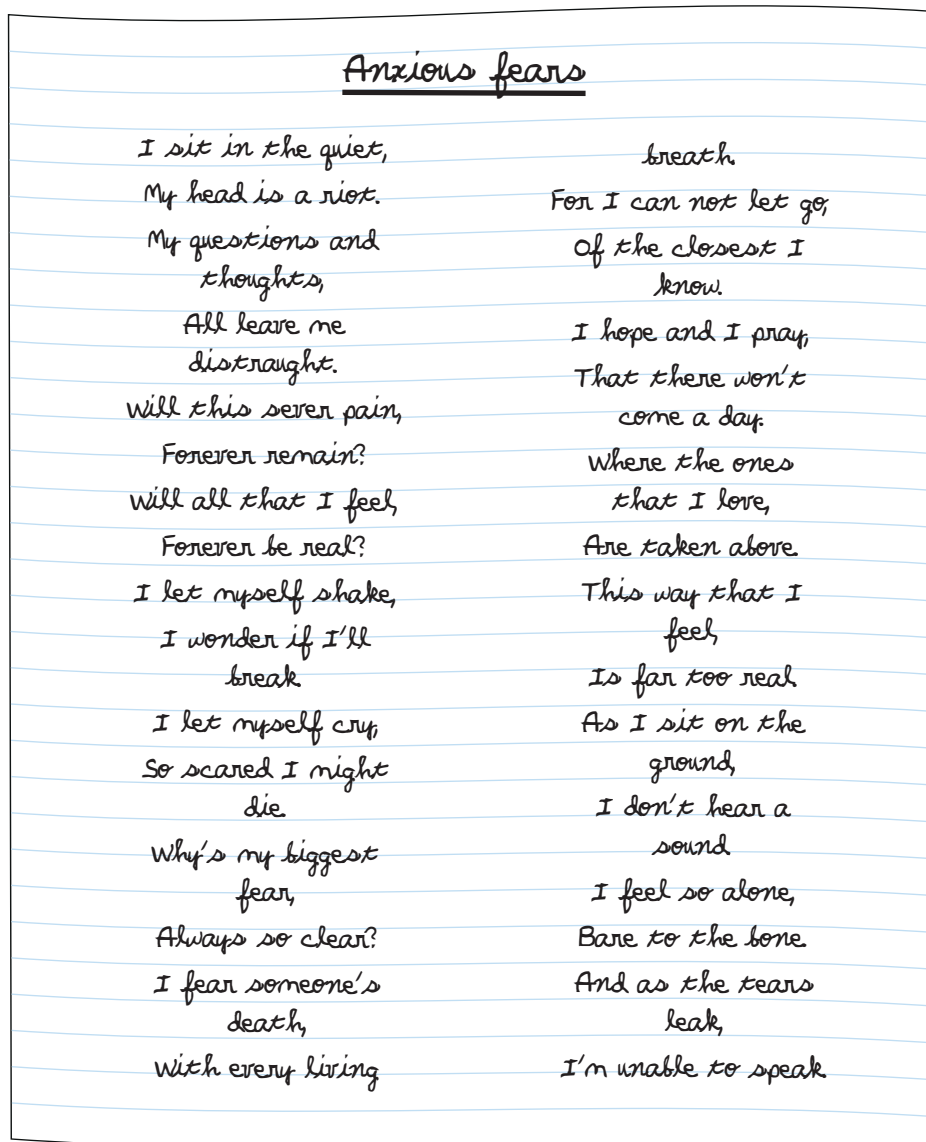 Anxious fears
I sit in the quiet,
My head is a riot.
My questions and
thoughts,
All leave me
distraught.
Will this sever pain,
Forever remain?
Will all that I feel,
Forever be real?
I let myself shake,
I wonder if I'll
break.
I let myself cry,
So scared I might
die.
Why's my biggest
fear,
Always so clear?
I fear someone's
death,
With every living
breath.
For I can not let go,
Of the closest I
know.
I hope and I pray,
That there won't
come a day.
Where the ones
that I love,
Are taken above.
This way that I
feel,
Is far too real.
As I sit on the
ground,
I don't hear a
sound.
I feel so alone,
Bare to the bone.
And as the tears
leak,
I'm unable to speak.